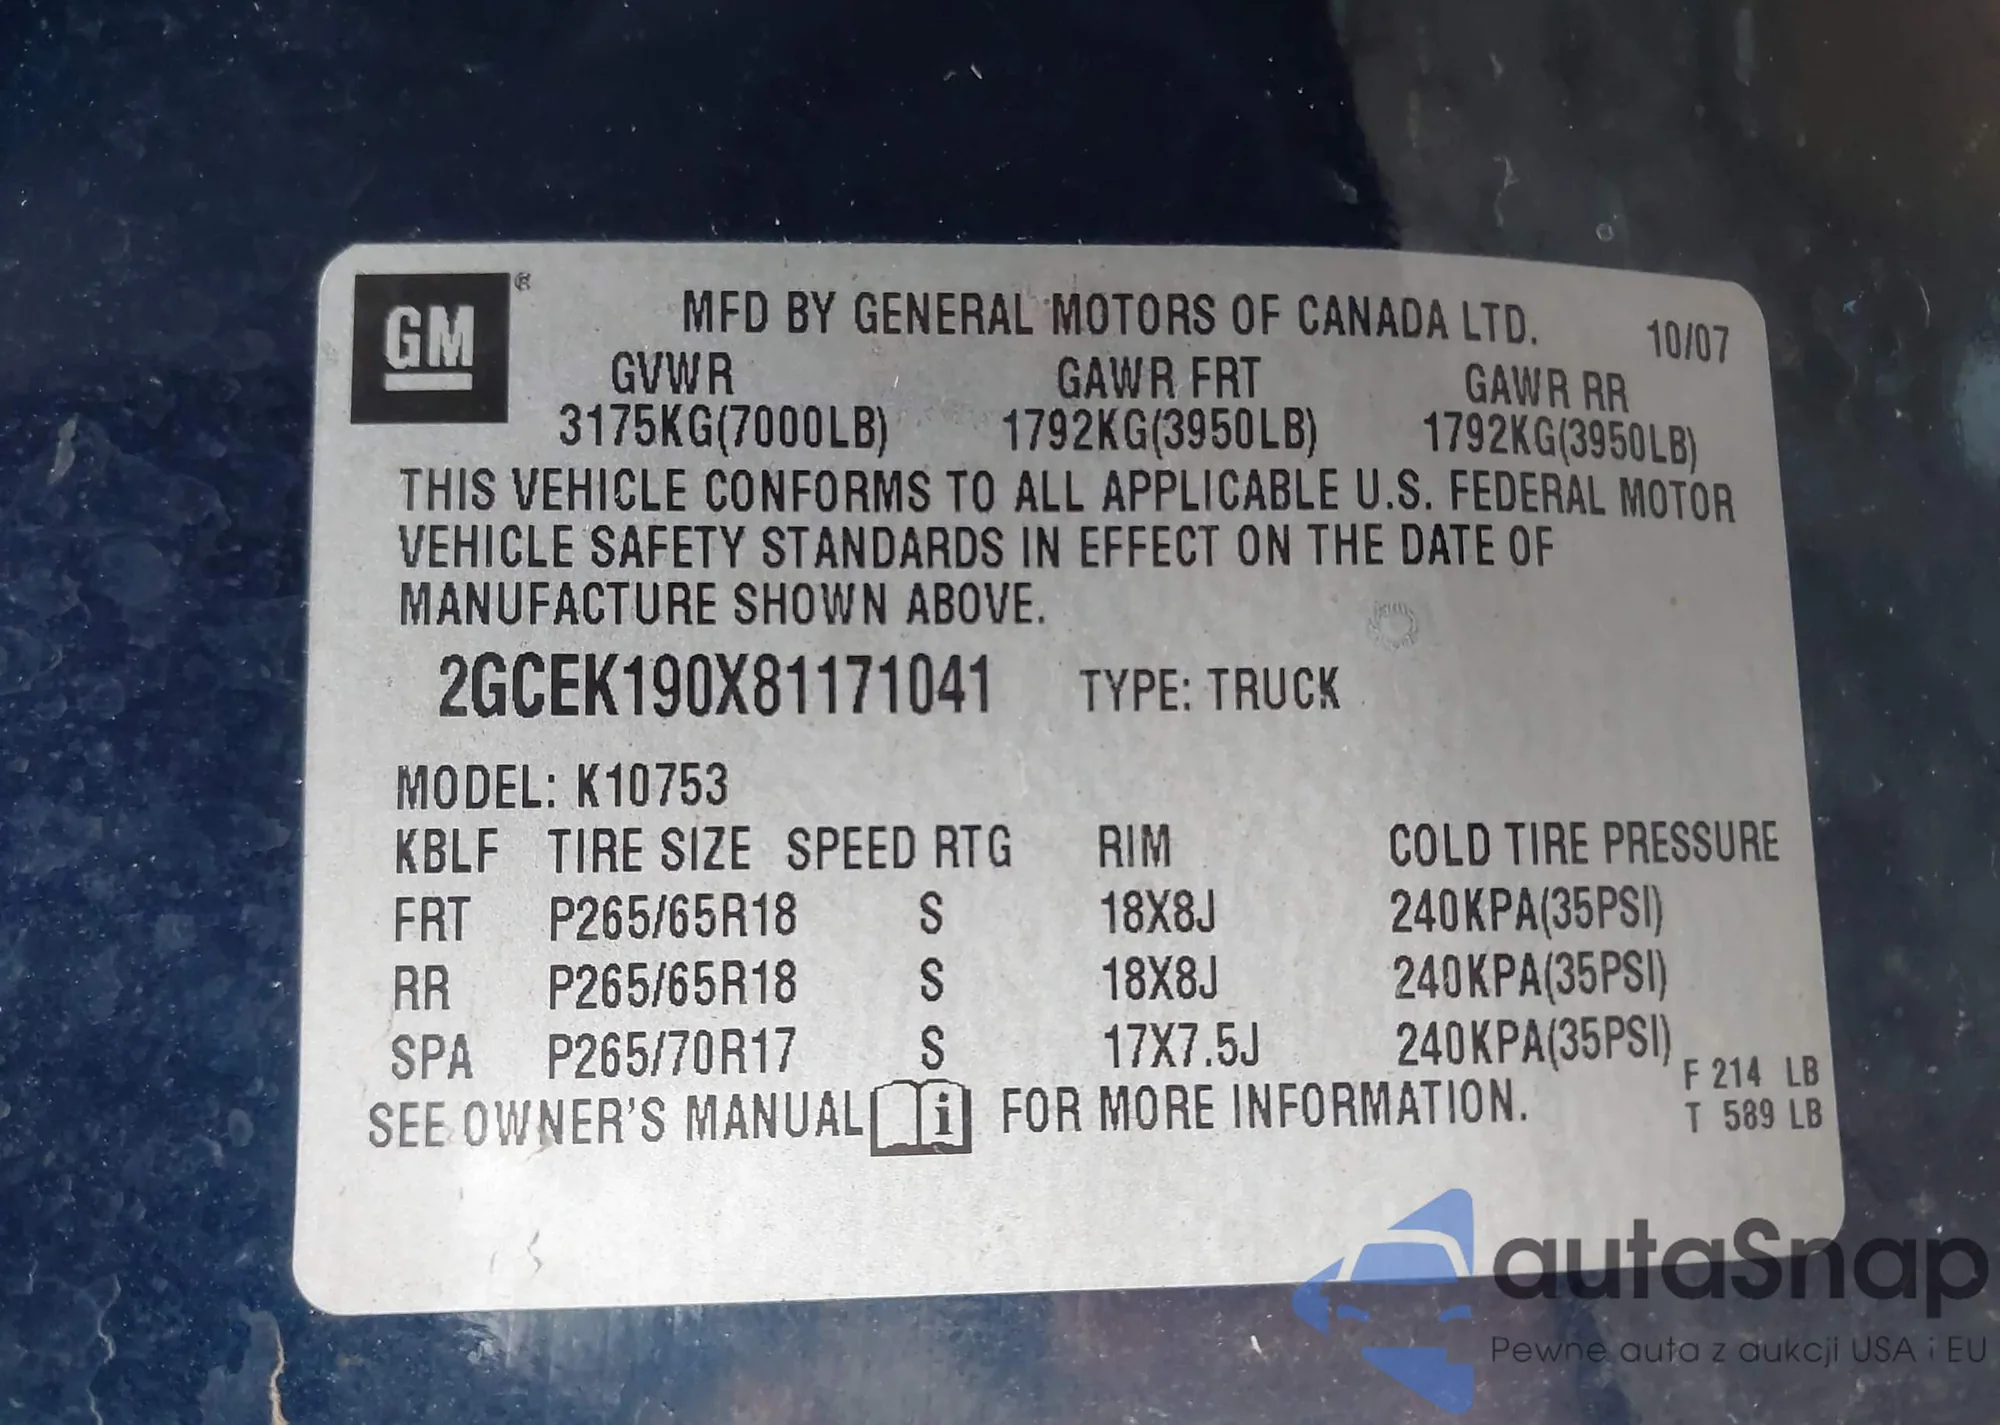 GM ®
MFD BY GENERAL MOTORS OF CANADA LTD. 10/07
GVWR GAWR FRT GAWR RR
3175KG(7000LB) 1792KG(3950LB) 1792KG(3950LB)
THIS VEHICLE CONFORMS TO ALL APPLICABLE U.S. FEDERAL MOTOR
VEHICLE SAFETY STANDARDS IN EFFECT ON THE DATE OF
MANUFACTURE SHOWN ABOVE.
2GCEK190X81171041 TYPE: TRUCK
MODEL: K10753
KBLF TIRE SIZE SPEED RTG RIM COLD TIRE PRESSURE
FRT P265/65R18 S 18X8J 240KPA(35PSI)
RR P265/65R18 S 18X8J 240KPA(35PSI)
SPA P265/70R17 S 17X7.5J 240KPA(35PSI)
F 214 LB
SEE OWNER'S MANUAL i FOR MORE INFORMATION.
T 589 LB
autaSnap
Pewne auta z aukcji USA i EU